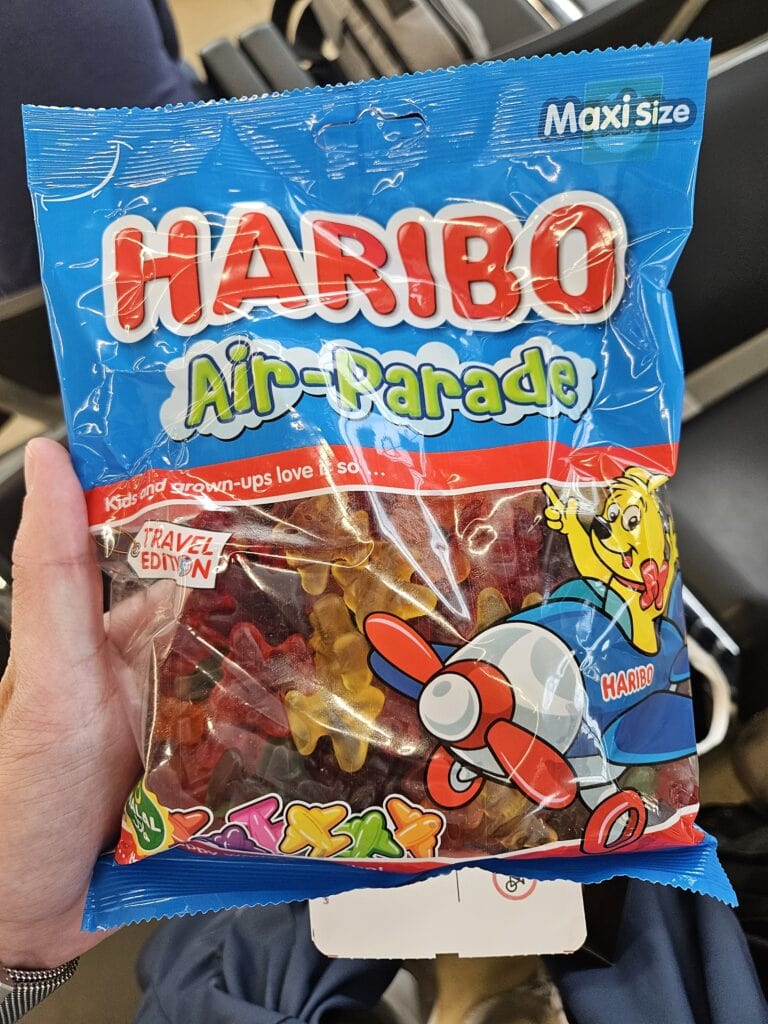 Maxi Size
HARIBO
Air-Parade
Kids and grown-ups love it so ...
TRAVEL
EDITION
HARIBO